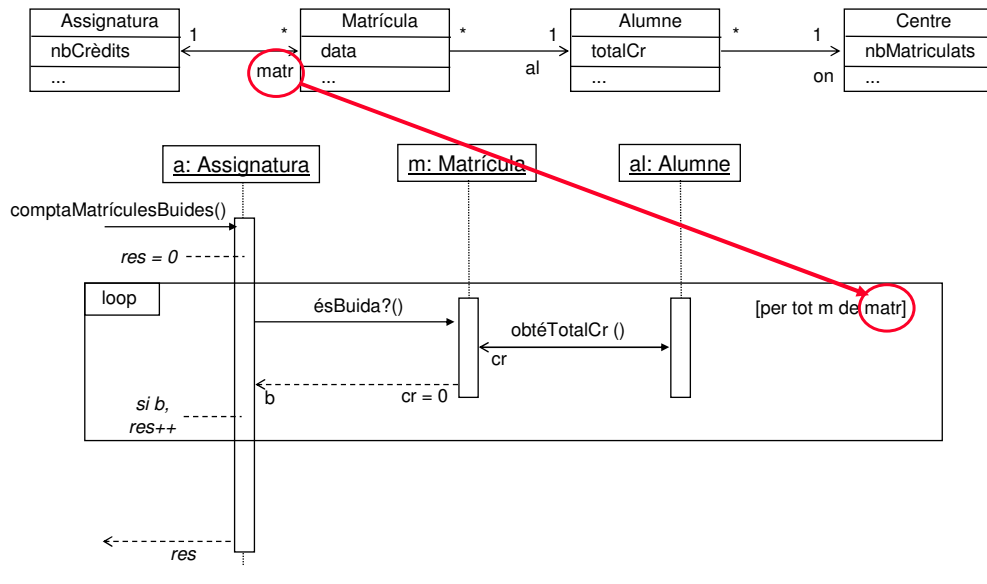 Assignatura
nbCrèdits
...
1
*
matr
Matrícula
data
...
*
1
al
Alumne
totalCr
...
*
1
on
Centre
nbMatriculats
...
a: Assignatura
m: Matrícula
al: Alumne
comptaMatrículesBuides()
res = 0
loop
[per tot m de matr]
ésBuida?()
obtéTotalCr ()
cr
b
cr = 0
si b,
res++
res